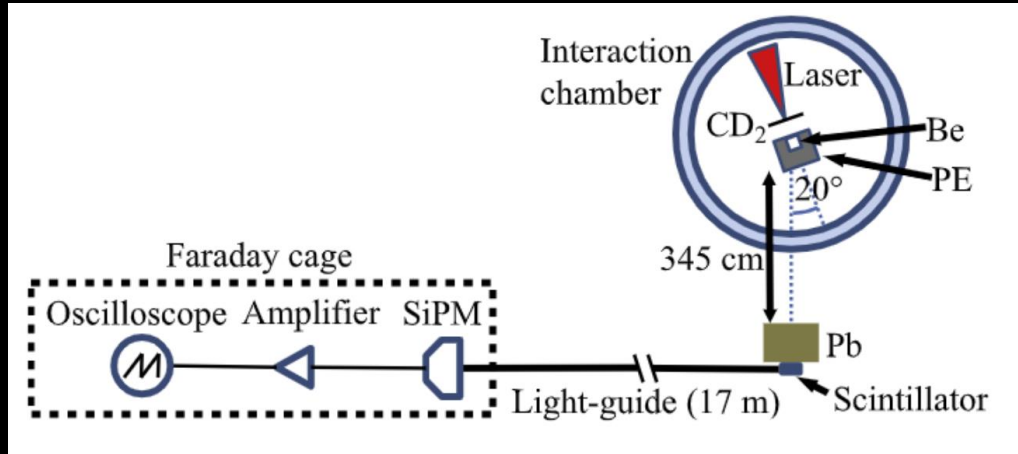 Interaction
chamber
Laser
CD₂
Be
PE
20°
345 cm
Faraday cage
Oscilloscope Amplifier SiPM
Pb
Light-guide (17 m)
Scintillator